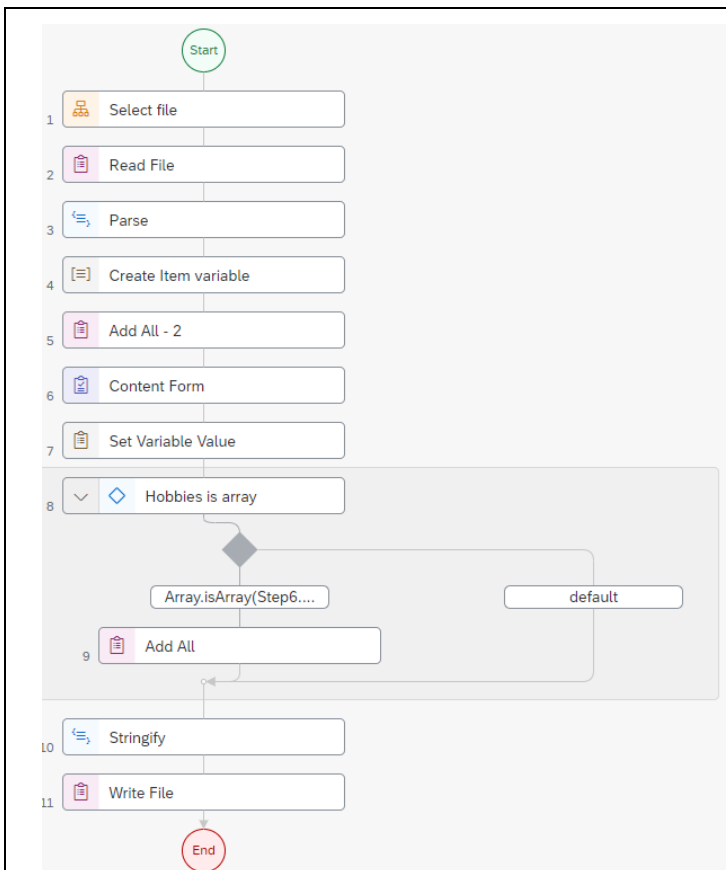 Start
1 Select file
2 Read File
3 Parse
4 Create Item variable
5 Add All - 2
6 Content Form
7 Set Variable Value
8 Hobbies is array
Array.isArray(Step6.... default
9 Add All
10 Stringify
11 Write File
End